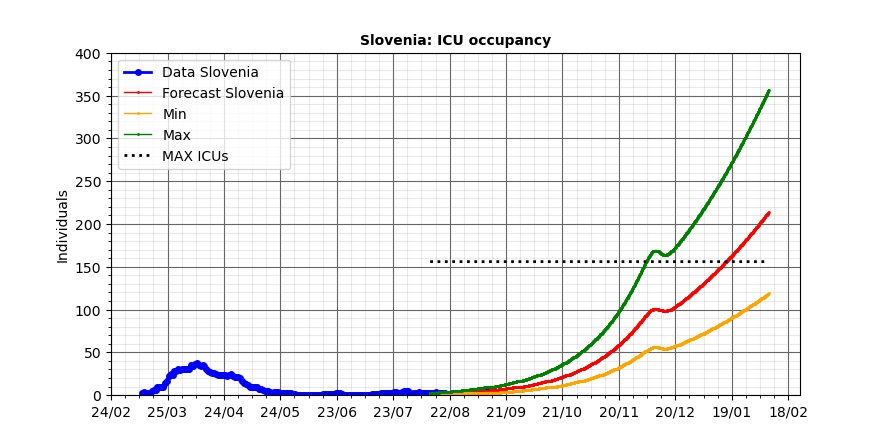 Slovenia: ICU occupancy
Data Slovenia
Forecast Slovenia
Min
Max
MAX ICUs
Individuals
400
350
300
250
200
150
100
50
0
24/02 25/03 24/04 24/05 23/06 23/07 22/08 21/09 21/10 20/11 20/12 19/01 18/02